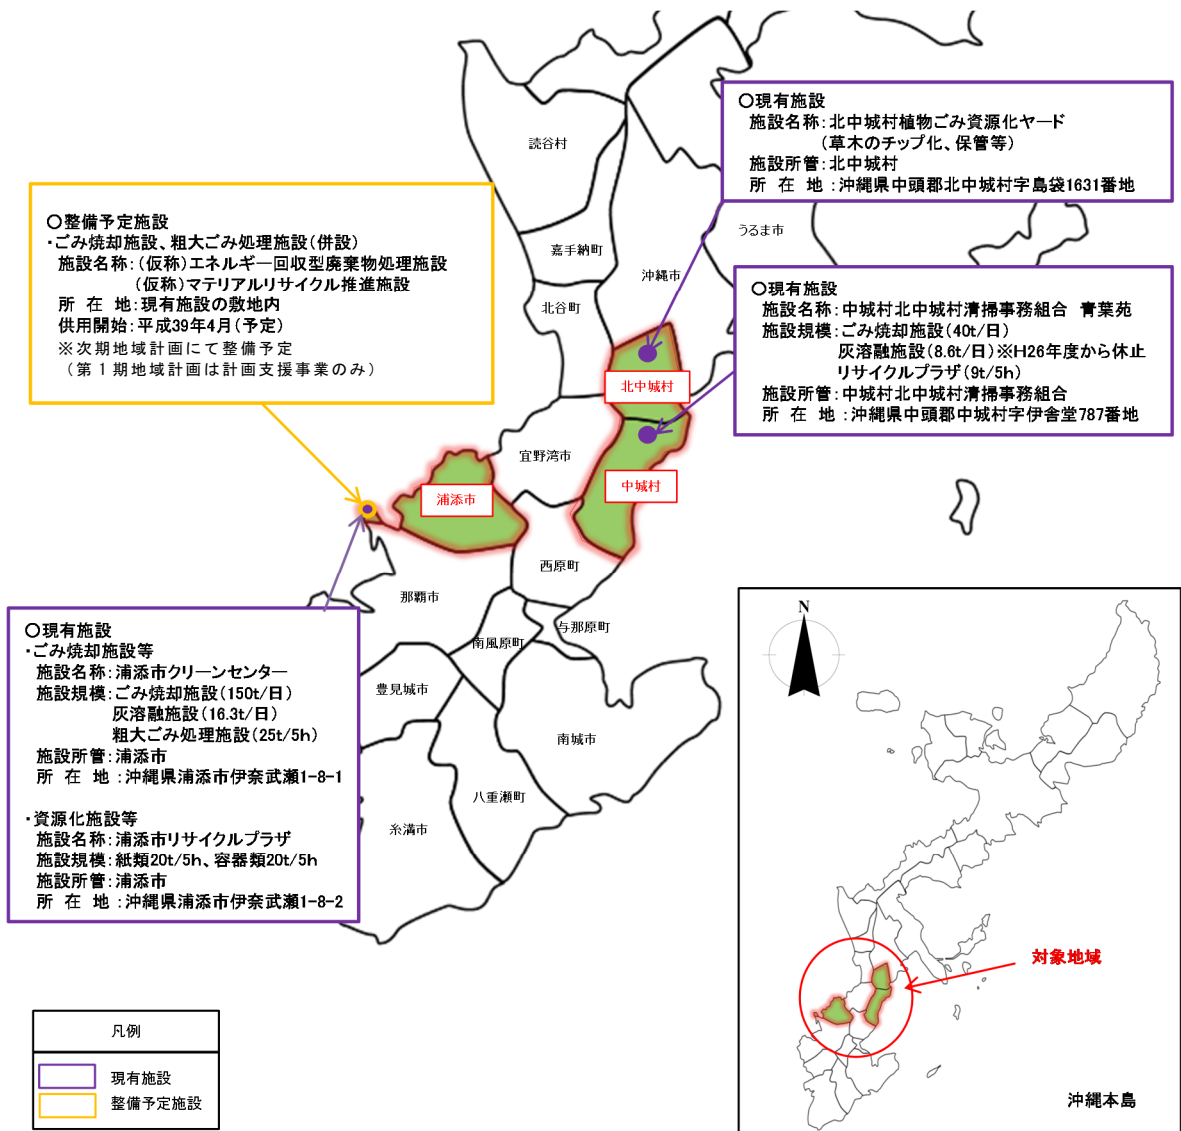 〇現有施設
施設名称:北中城村植物ごみ資源化ヤード
(草木のチップ化、保管等)
施設所管:北中城村
所 在 地:沖縄県中頭郡北中城村字島袋1631番地
〇整備予定施設
・ごみ焼却施設、粗大ごみ処理施設(併設)
施設名称:(仮称)エネルギー回収型廃棄物処理施設
(仮称)マテリアルリサイクル推進施設
所 在 地:現有施設の敷地内
供用開始:平成39年4月(予定)
※次期地域計画にて整備予定
(第1期地域計画は計画支援事業のみ)
〇現有施設
施設名称:中城村北中城村清掃事務組合 青葉苑
施設規模:ごみ焼却施設(40t/日)
灰溶融施設(8.6t/日)※H26年度から休止
リサイクルプラザ(9t/5h)
施設所管:中城村北中城村清掃事務組合
所 在 地:沖縄県中頭郡中城村字伊舎堂787番地
読谷村
うるま市
嘉手納町
沖縄市
北谷町
北中城村
宜野湾市
中城村
浦添市
西原町
那覇市
与那原町
南風原町
豊見城市
南城市
八重瀬町
糸満市
〇現有施設
・ごみ焼却施設等
施設名称:浦添市クリーンセンター
施設規模:ごみ焼却施設(150t/日)
灰溶融施設(16.3t/日)
粗大ごみ処理施設(25t/5h)
施設所管:浦添市
所 在 地:沖縄県浦添市伊奈武瀬1-8-1
・資源化施設等
施設名称:浦添市リサイクルプラザ
施設規模:紙類20t/5h、容器類20t/5h
施設所管:浦添市
所 在 地:沖縄県浦添市伊奈武瀬1-8-2
N
対象地域
沖縄本島
凡例
現有施設
整備予定施設